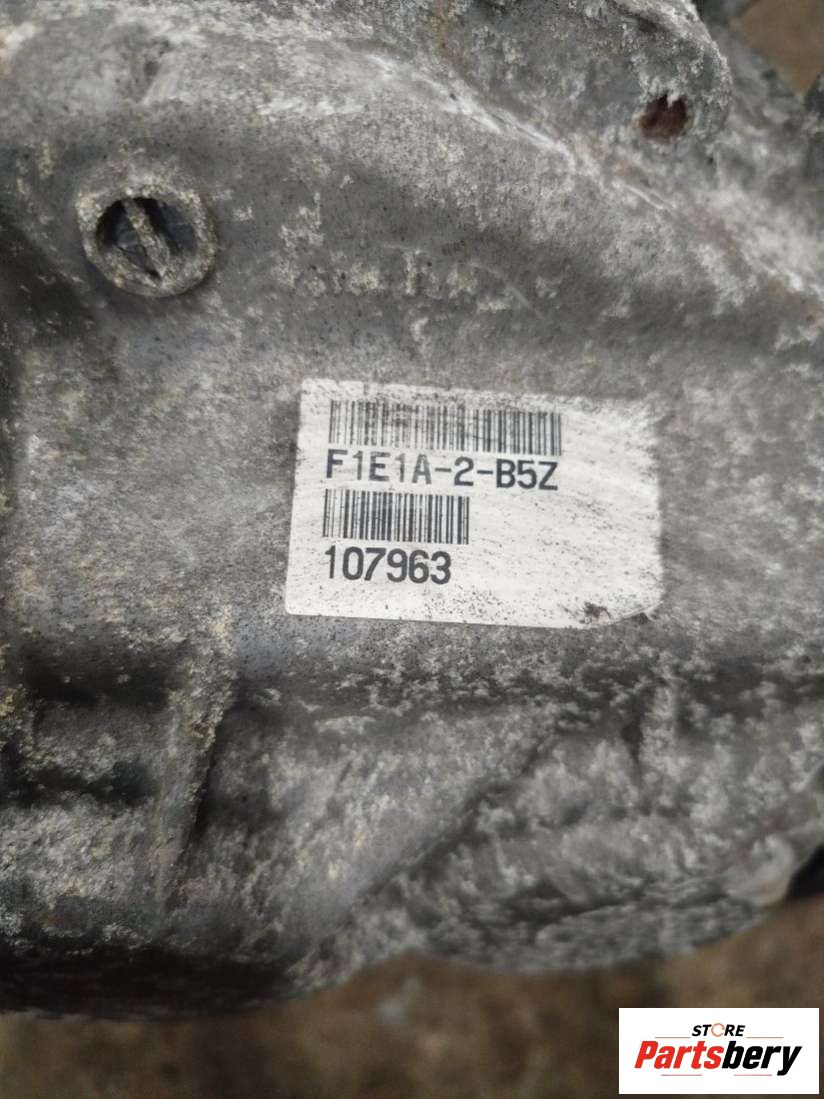 F1E1A-2-B5Z
107963
STORE
Partsbery